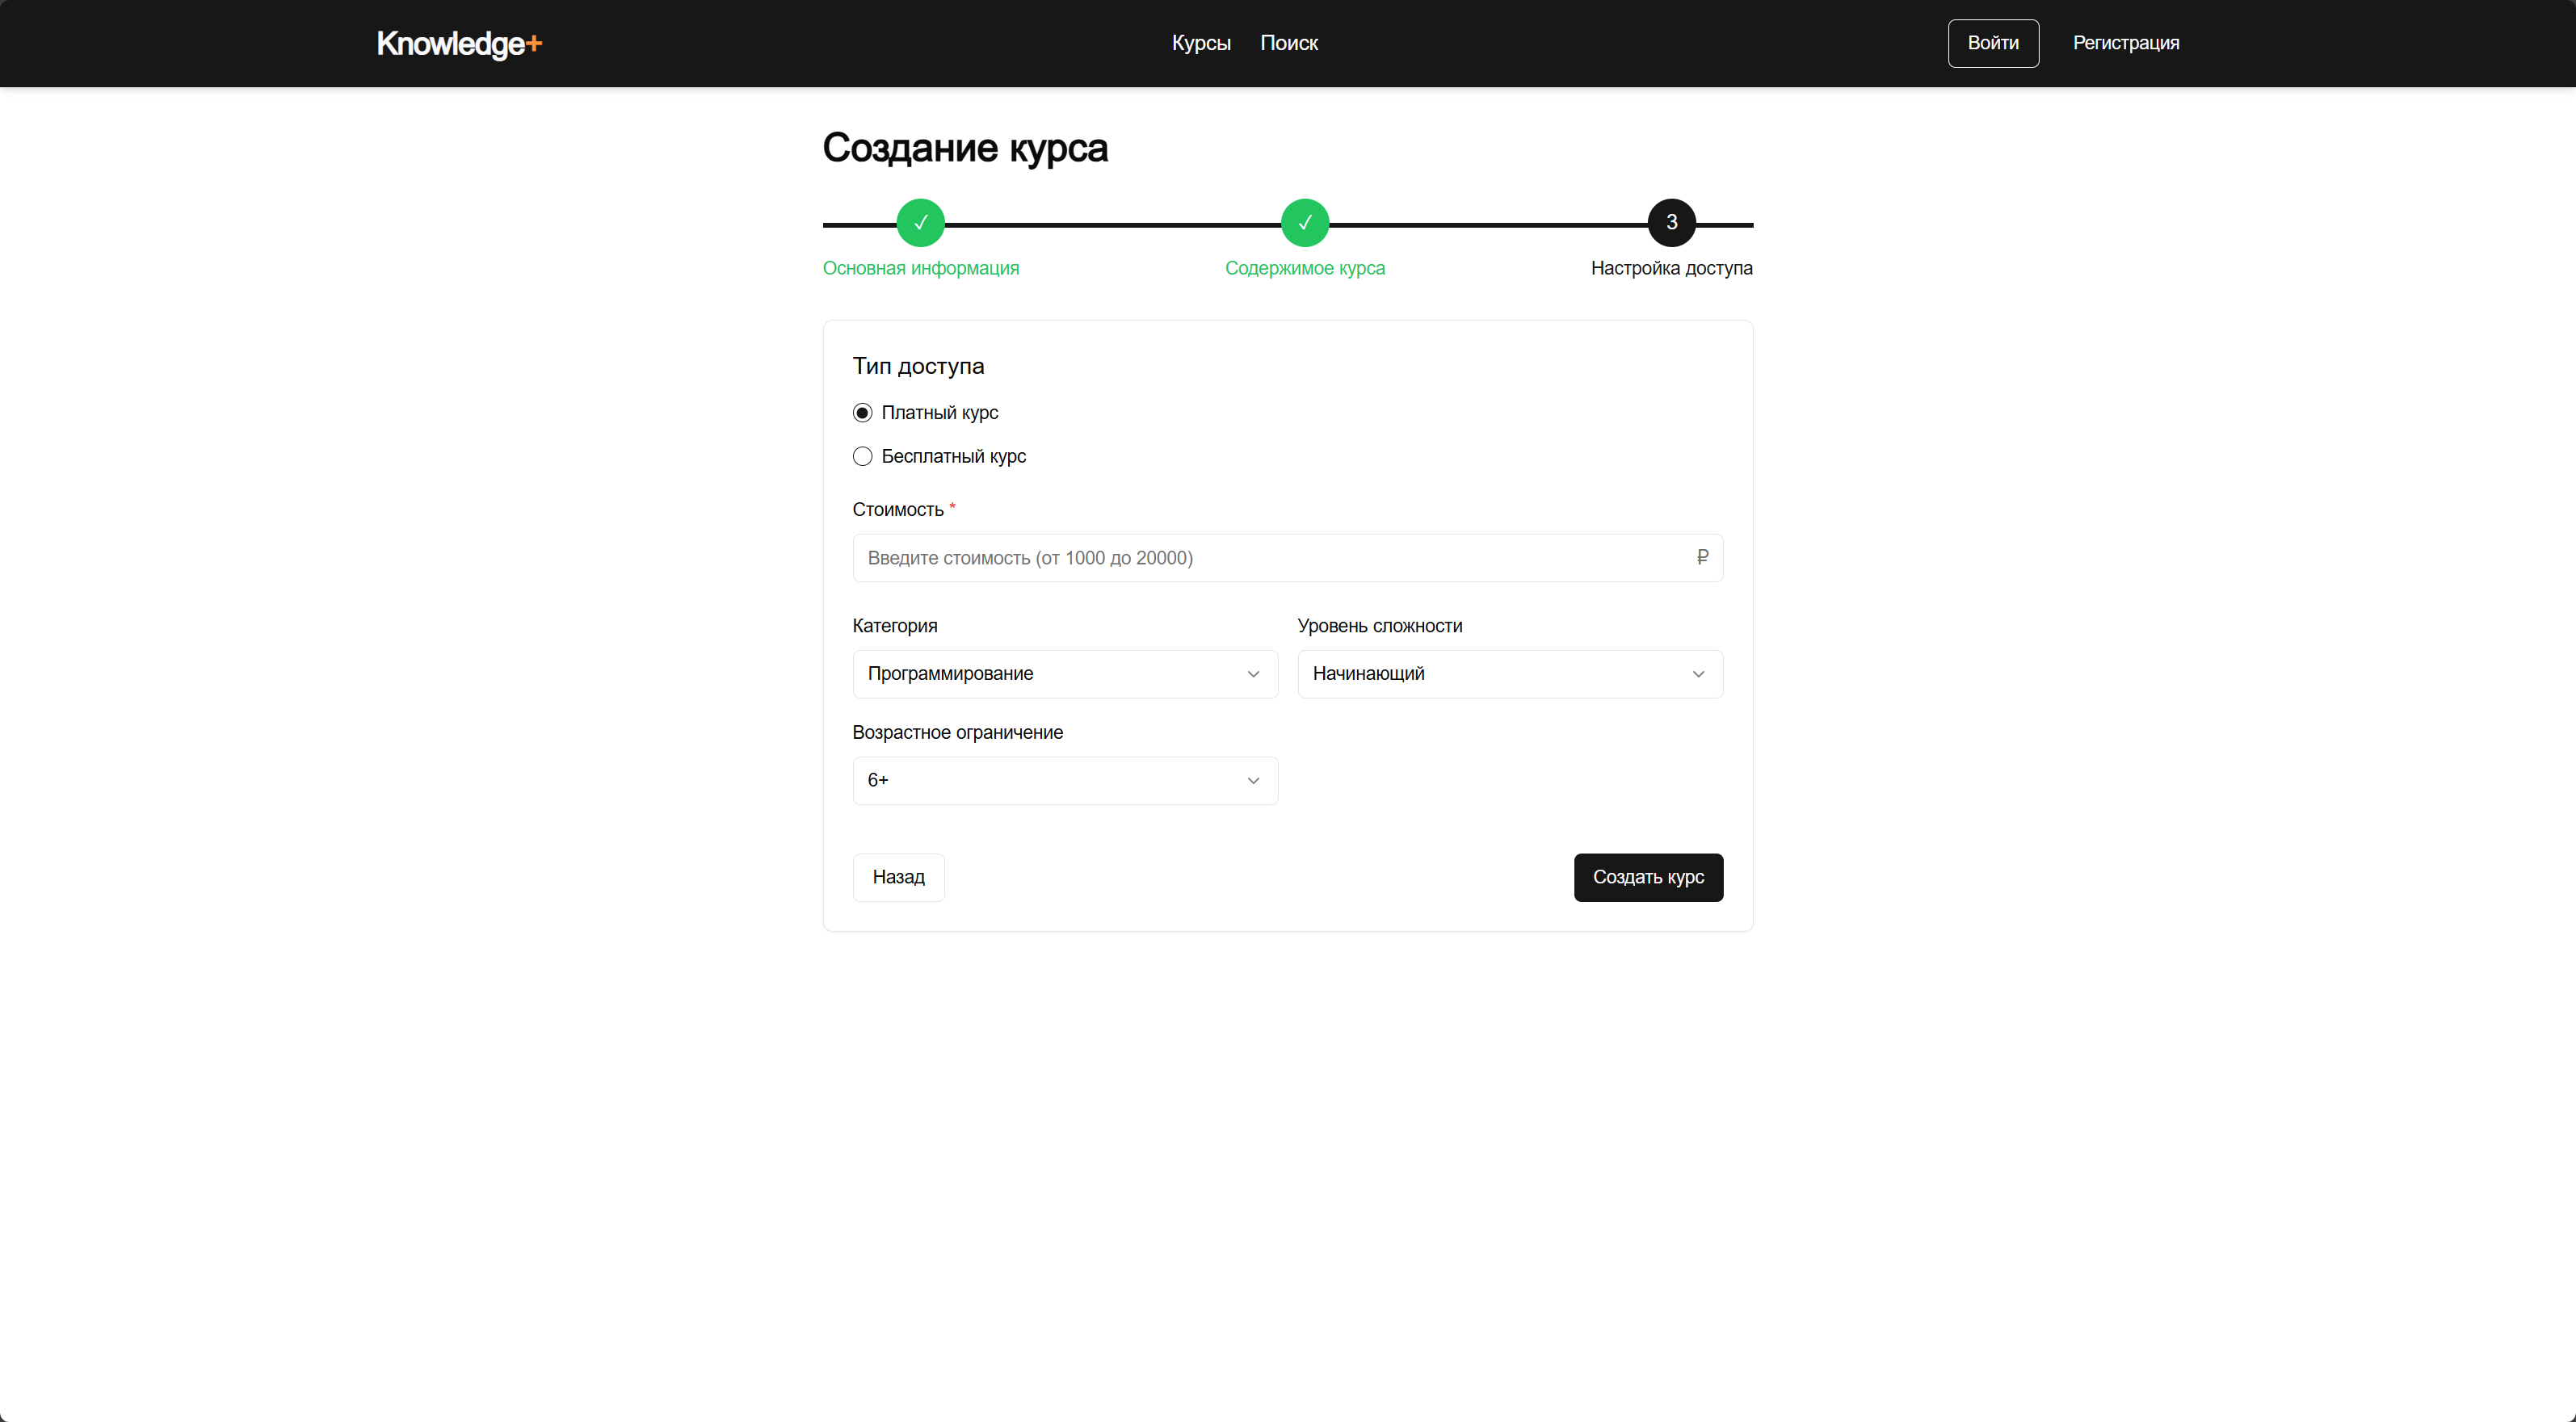 Knowledge+
Курсы Поиск
Войти Регистрация
Создание курса
✓ ✓ 3
Основная информация Содержимое курса Настройка доступа
Тип доступа
Платный курс
Бесплатный курс
Стоимость *
Введите стоимость (от 1000 до 20000) ₽
Категория Уровень сложности
Программирование Начинающий
Возрастное ограничение
6+
Назад Создать курс